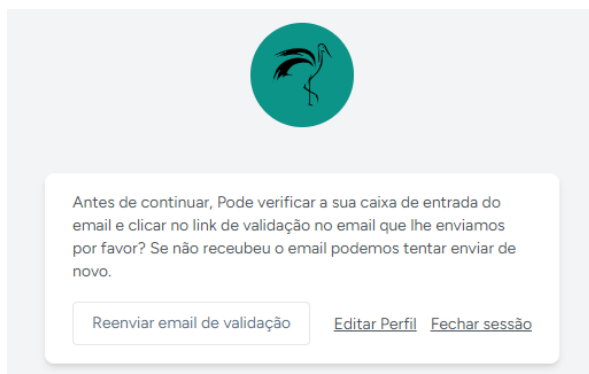 Antes de continuar, Pode verificar a sua caixa de entrada do
email e clicar no link de validação no email que lhe enviamos
por favor? Se não receubeu o email podemos tentar enviar de
novo.
Reenviar email de validação Editar Perfil Fechar sessão